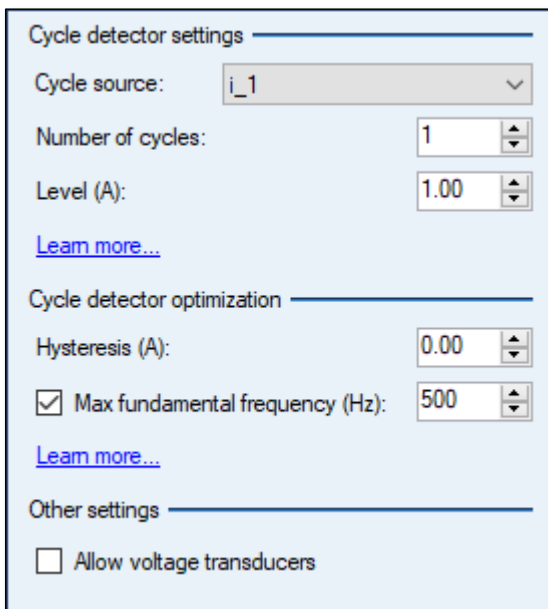 Cycle detector settings
Cycle source: i_1
Number of cycles: 1
Level (A): 1.00
Learn more...
Cycle detector optimization
Hysteresis (A): 0.00
Max fundamental frequency (Hz): 500
Learn more...
Other settings
Allow voltage transducers